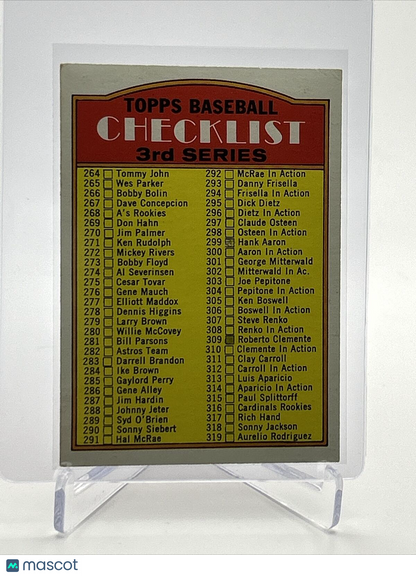 TOPPS BASEBALL
CHECKLIST
3rd SERIES
264 Tommy John
265 Wes Parker
266 Bobby Bolin
267 Dave Concepcion
268 A's Rookies
269 Don Hahn
270 Jim Palmer
271 Ken Rudolph
272 Mickey Rivers
273 Bobby Floyd
274 Al Severinsen
275 Cesar Tovar
276 Gene Mauch
277 Elliott Maddox
278 Dennis Higgins
279 Larry Brown
280 Willie McCovey
281 Bill Parsons
282 Astros Team
283 Darrell Brandon
284 Ike Brown
285 Gaylord Perry
286 Gene Alley
287 Jim Hardin
288 Johnny Jeter
289 Syd O'Brien
290 Sonny Siebert
291 Hal McRae
292 McRae In Action
293 Danny Frisella
294 Frisella In Action
295 Dick Dietz
296 Dietz In Action
297 Claude Osteen
298 Osteen In Action
299 Hank Aaron
300 Aaron In Action
301 George Mitterwald
302 Mitterwald In Ac.
303 Joe Pepitone
304 Pepitone In Action
305 Ken Boswell
306 Boswell In Action
307 Steve Renko
308 Renko In Action
309 Roberto Clemente
310 Clemente In Action
311 Clay Carroll
312 Carroll In Action
313 Luis Aparicio
314 Aparicio In Action
315 Paul Splittorff
316 Cardinals Rookies
317 Rich Hand
318 Sonny Jackson
319 Aurelio Rodriguez
mascot